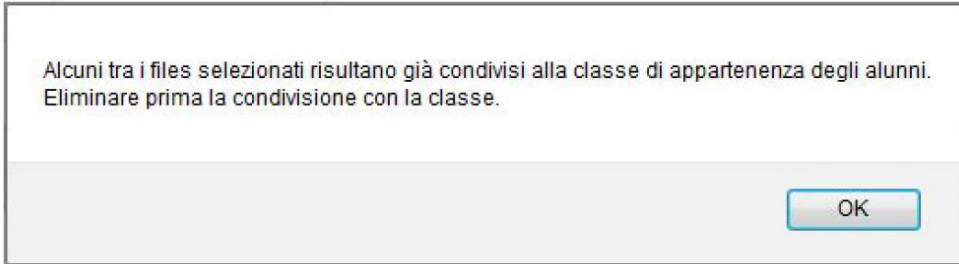 Alcuni tra i files selezionati risultano già condivisi alla classe di appartenenza degli alunni.
Eliminare prima la condivisione con la classe.
OK